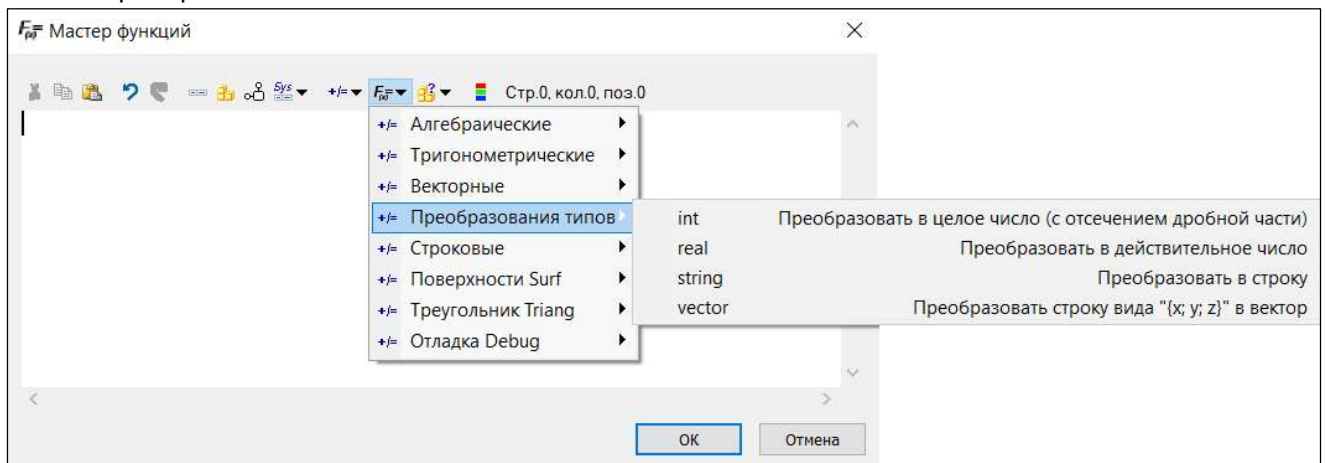 F(x)= Мастер функций
Sys +/= F(x)= Стр.0, кол.0, поз.0
+/= Алгебраические
+/= Тригонометрические
+/= Векторные
+/= Преобразования типов
int Преобразовать в целое число (с отсечением дробной части)
+/= Строковые
real Преобразовать в действительное число
+/= Поверхности Surf
string Преобразовать в строку
+/= Треугольник Triang
vector Преобразовать строку вида "{x; y; z}" в вектор
+/= Отладка Debug
ОК Отмена